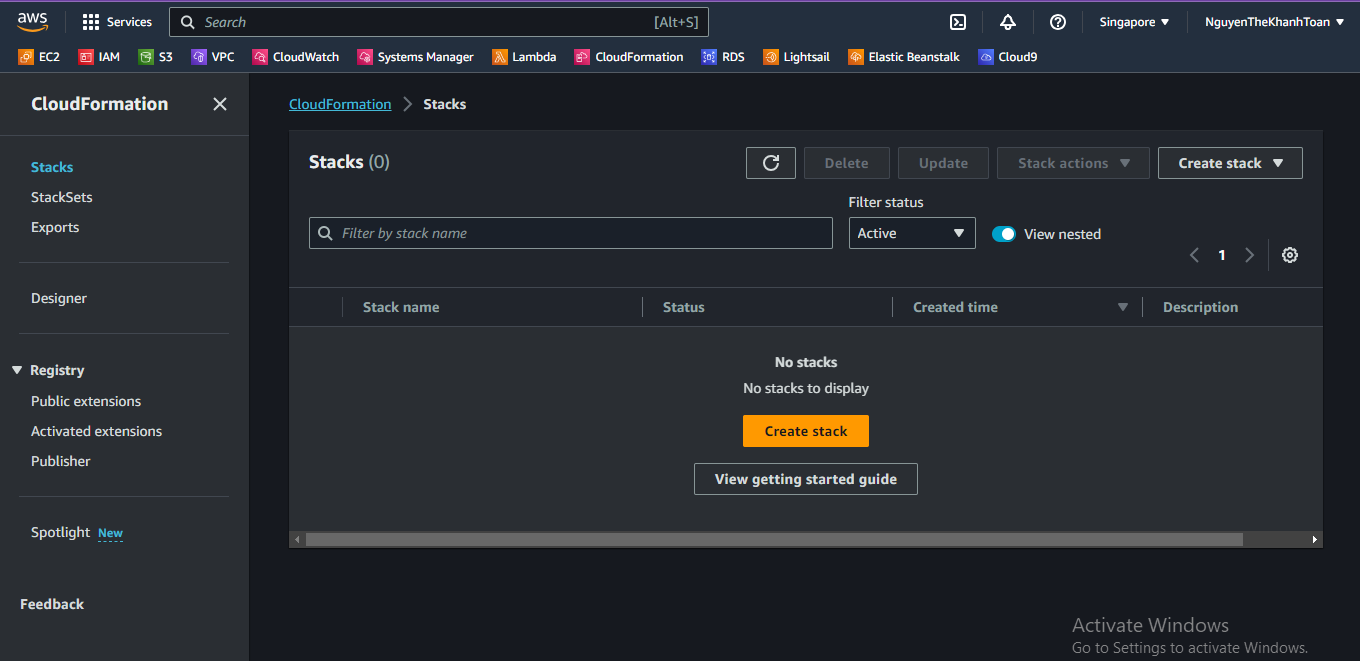 aws Services Search [Alt+S] Singapore NguyenTheKhanhToan
EC2 IAM S3 VPC CloudWatch Systems Manager Lambda CloudFormation RDS Lightsail Elastic Beanstalk Cloud9
CloudFormation
Stacks
StackSets
Exports
Designer
Registry
Public extensions
Activated extensions
Publisher
Spotlight New
Feedback
CloudFormation Stacks
Stacks (0) Delete Update Stack actions Create stack
Filter status
Filter by stack name Active View nested
1
Stack name Status Created time Description
No stacks
No stacks to display
Create stack
View getting started guide
Activate Windows
Go to Settings to activate Windows.